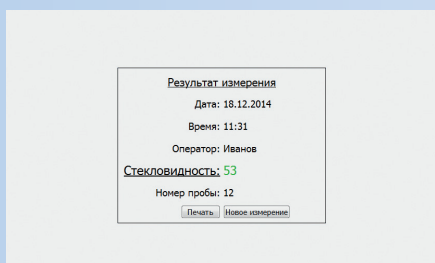 Результат измерения
Дата: 18.12.2014
Время: 11:31
Оператор: Иванов
Стекловидность: 53
Номер пробы: 12
Печать Новое измерение